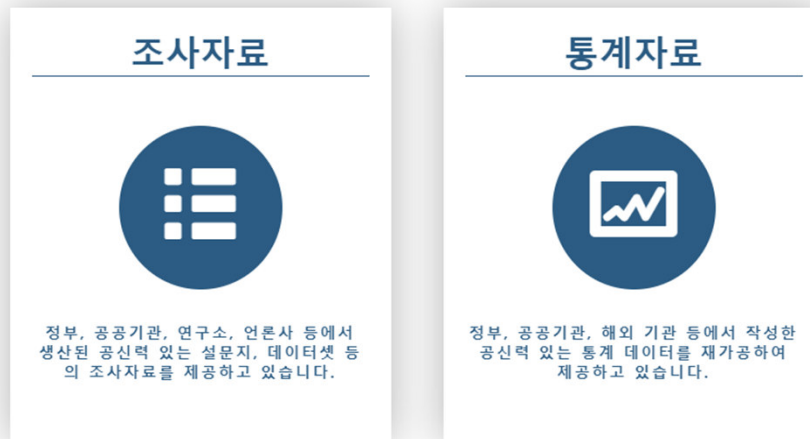 조사자료
정부, 공공기관, 연구소, 언론사 등에서
생산된 공신력 있는 설문지, 데이터셋 등
의 조사자료를 제공하고 있습니다.
통계자료
정부, 공공기관, 해외 기관 등에서 작성한
공신력 있는 통계 데이터를 재가공하여
제공하고 있습니다.